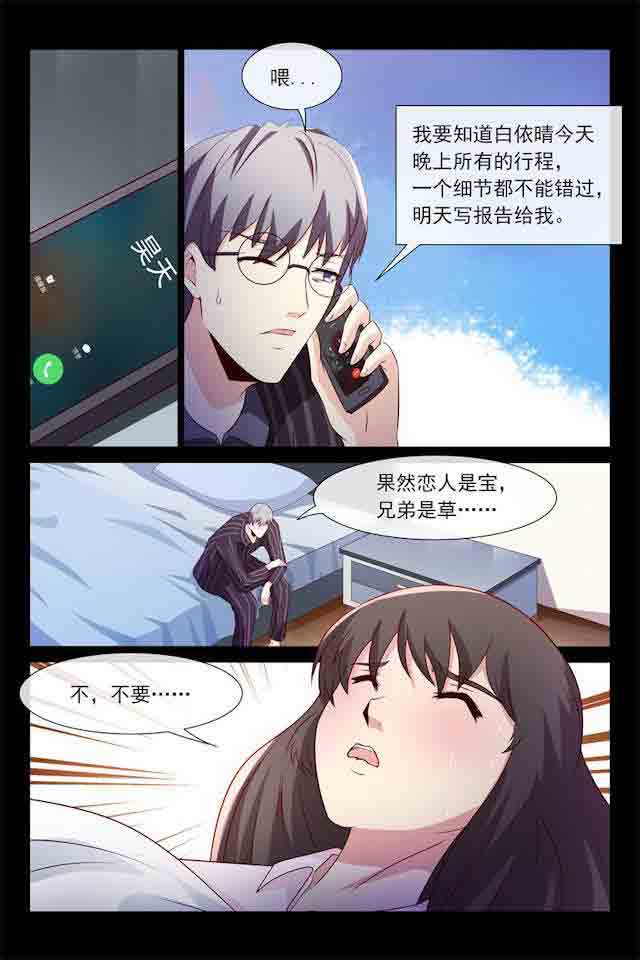 昊天
喂...
我要知道白依晴今天
晚上所有的行程，
一个细节都不能错过，
明天写报告给我。
果然恋人是宝，
兄弟是草……
不，不要……